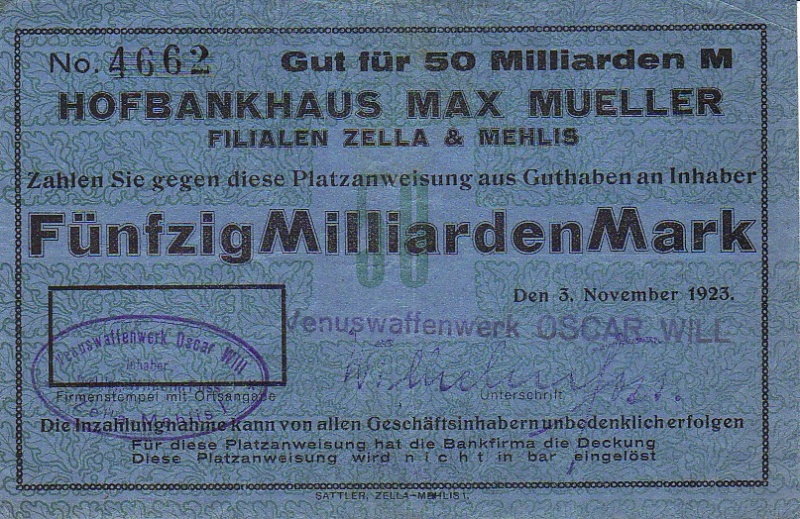 No. 4662 Gut für 50 Milliarden M
HOFBANKHAUS MAX MUELLER
FILIALEN ZELLA & MEHLIS
Zahlen Sie gegen diese Platzanweisung aus Guthaben an Inhaber
50
Fünfzig Milliarden Mark
Den 3. November 1923.
Venuswaffenwerk OSCAR WILL
Venuswaffenwerk Oscar Will
Inhaber
Zella-Mehlis
Firmenstempel mit Ortsangabe
Unterschrift
Die Inzahlungnahme kann von allen Geschäftsinhabern unbedenklich erfolgen
Für diese Platzanweisung hat die Bankfirma die Deckung
Diese Platzanweisung wird nicht in bar eingelöst
SATTLER, ZELLA-MEHLIS I.